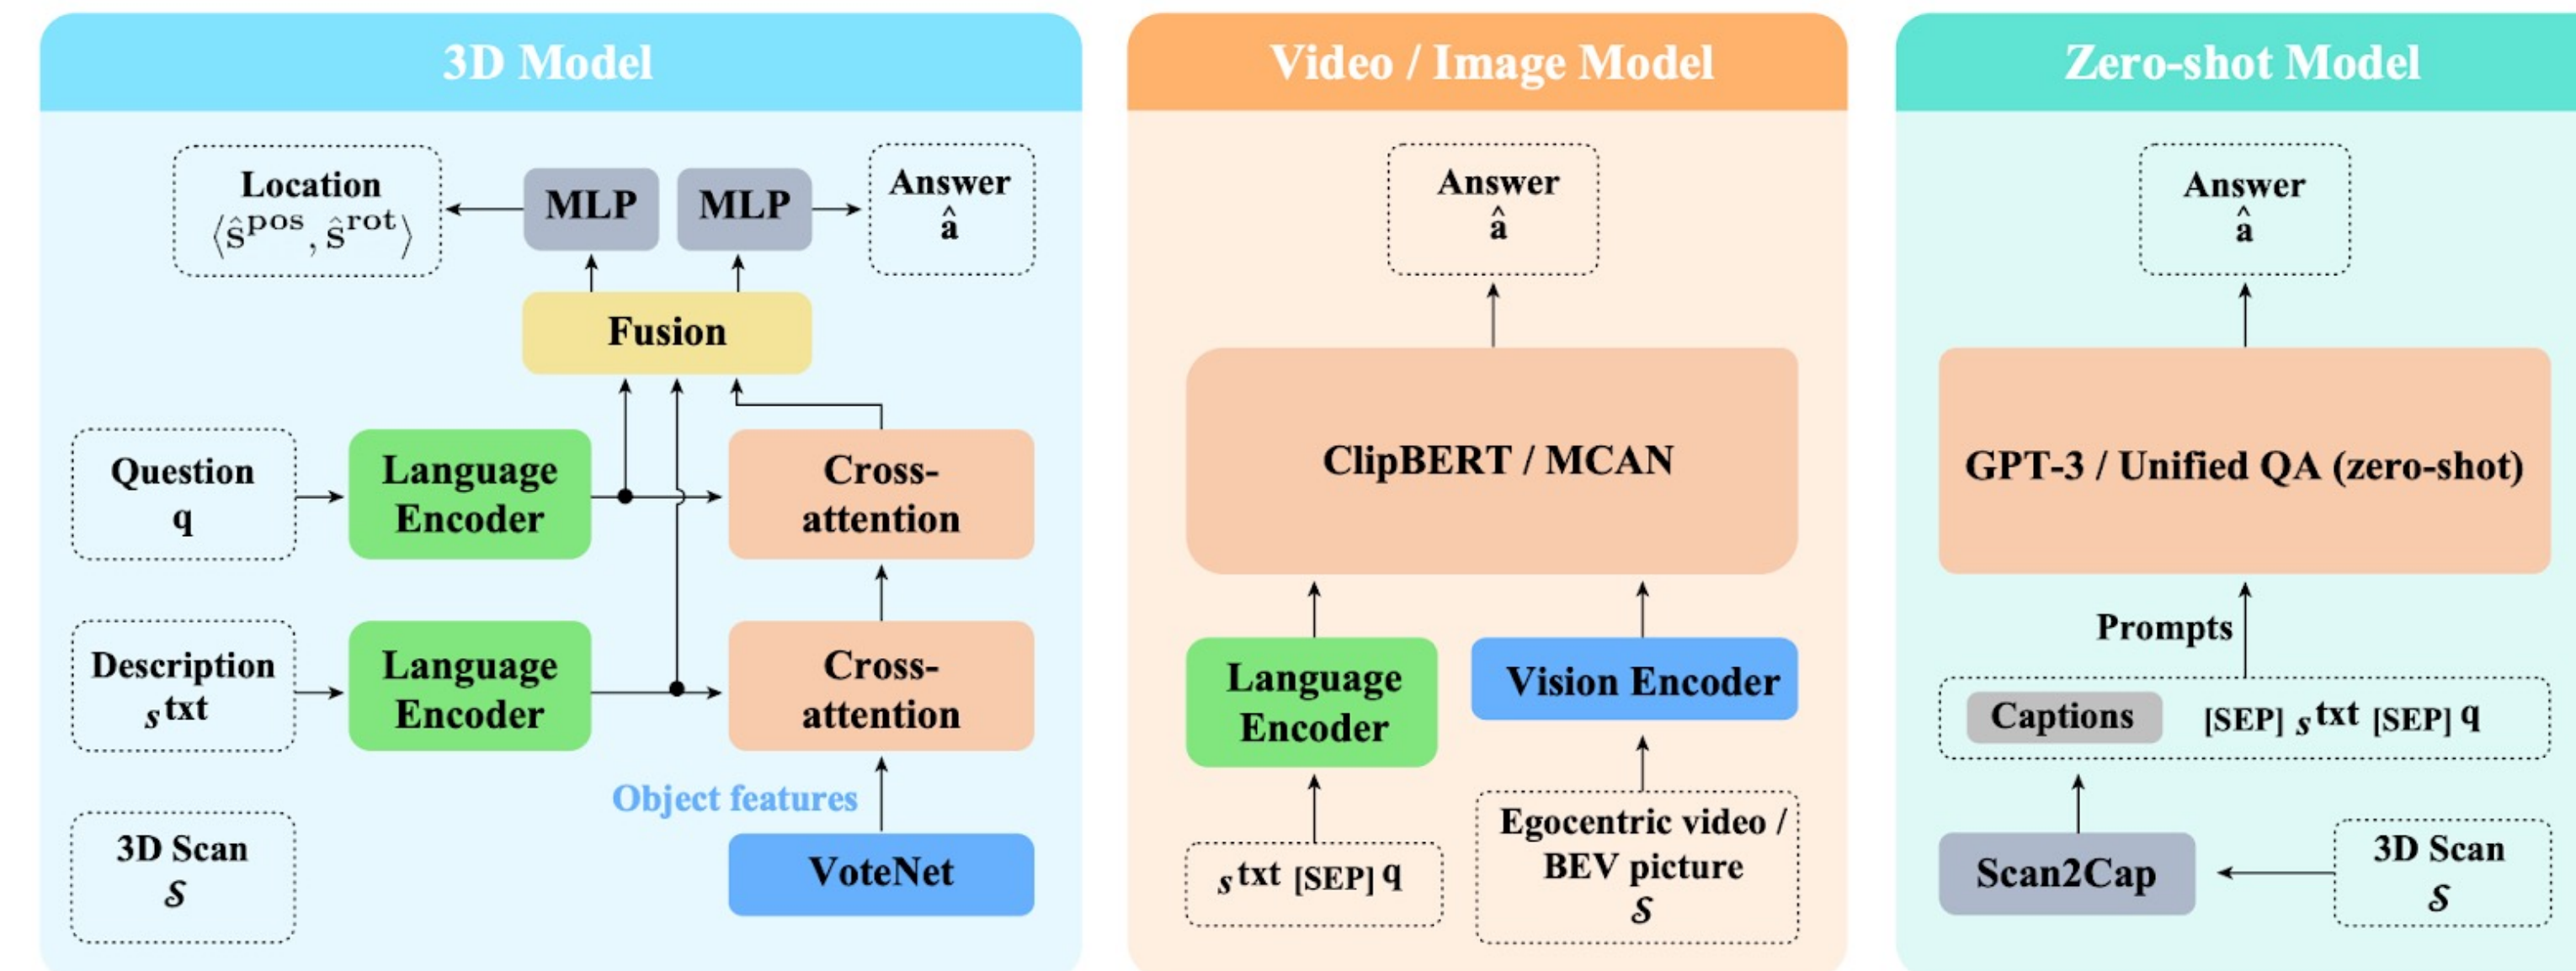 3D Model
Location
⟨ŝ^pos, ŝ^rot⟩
MLP
MLP
Answer
â
Fusion
Question
q
Language
Encoder
Cross-
attention
Description
s^txt
Language
Encoder
Cross-
attention
Object features
3D Scan
𝒮
VoteNet
Video / Image Model
Answer
â
ClipBERT / MCAN
Language
Encoder
Vision Encoder
s^txt [SEP] q
Egocentric video /
BEV picture
𝒮
Zero-shot Model
Answer
â
GPT-3 / Unified QA (zero-shot)
Prompts
Captions [SEP] s^txt [SEP] q
Scan2Cap
3D Scan
𝒮